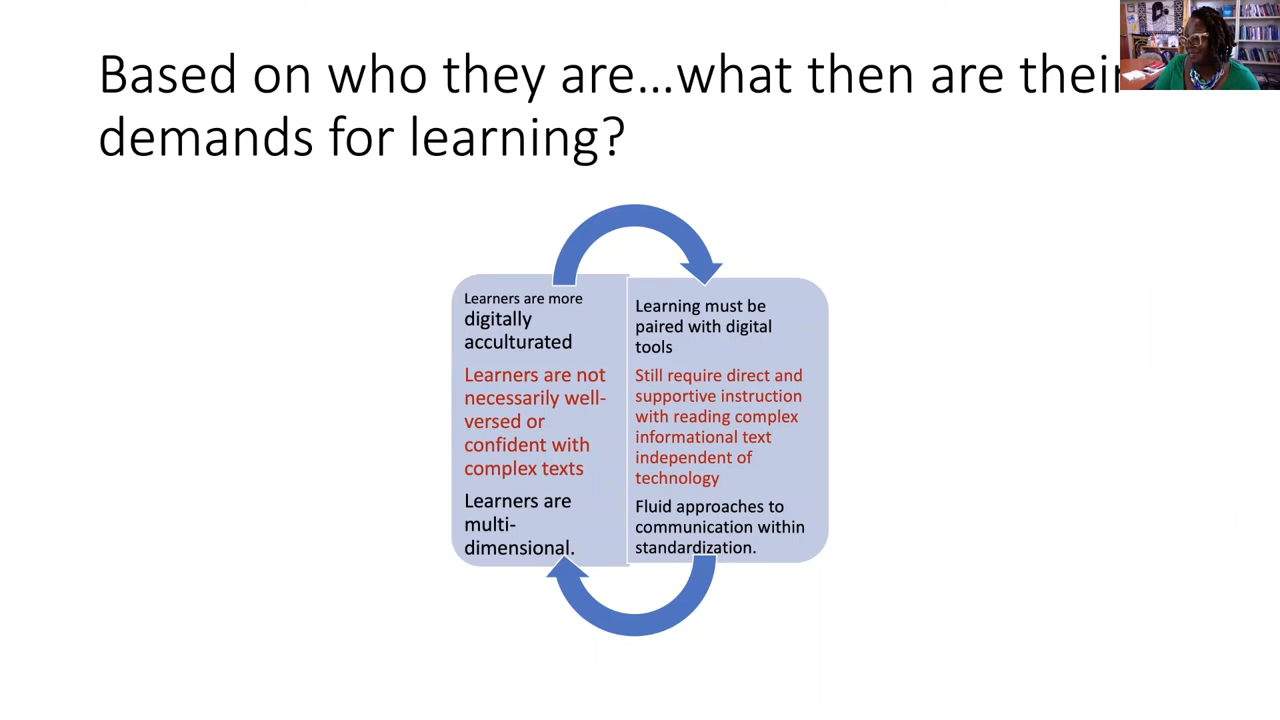 Based on who they are...what then are their
demands for learning?
Learners are more
digitally
acculturated
Learners are not
necessarily well-
versed or
confident with
complex texts
Learners are
multi-
dimensional.
Learning must be
paired with digital
tools
Still require direct and
supportive instruction
with reading complex
informational text
independent of
technology
Fluid approaches to
communication within
standardization.